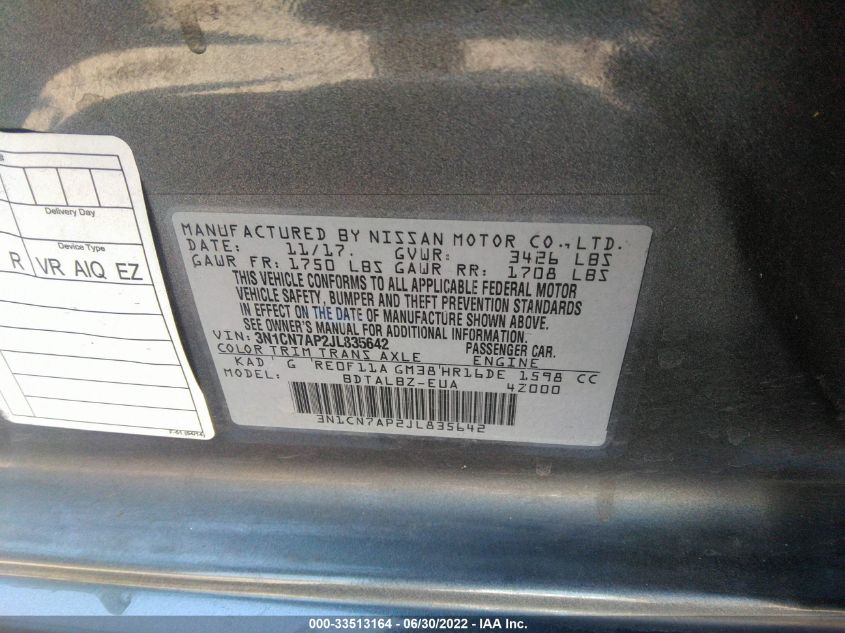 Delivery Day
Device Type
R VR AIQ EZ
MANUFACTURED BY NISSAN MOTOR CO., LTD.
DATE: 11/17. GVWR: 3426 LBS
GAWR FR: 1750 LBS GAWR RR: 1708 LBS
THIS VEHICLE CONFORMS TO ALL APPLICABLE FEDERAL MOTOR
VEHICLE SAFETY, BUMPER AND THEFT PREVENTION STANDARDS
IN EFFECT ON THE DATE OF MANUFACTURE SHOWN ABOVE.
SEE OWNER'S MANUAL FOR ADDITIONAL INFORMATION.
VIN: 3N1CN7AP2JL835642 PASSENGER CAR.
COLOR TRIM TRANS AXLE ENGINE
KAD G RE0F11A GM38 HR16DE 1598 CC
MODEL: BDTALBZ-EUA 4Z000
3N1CN7AP2JL835642
000-33513164 - 06/30/2022 - IAA Inc.